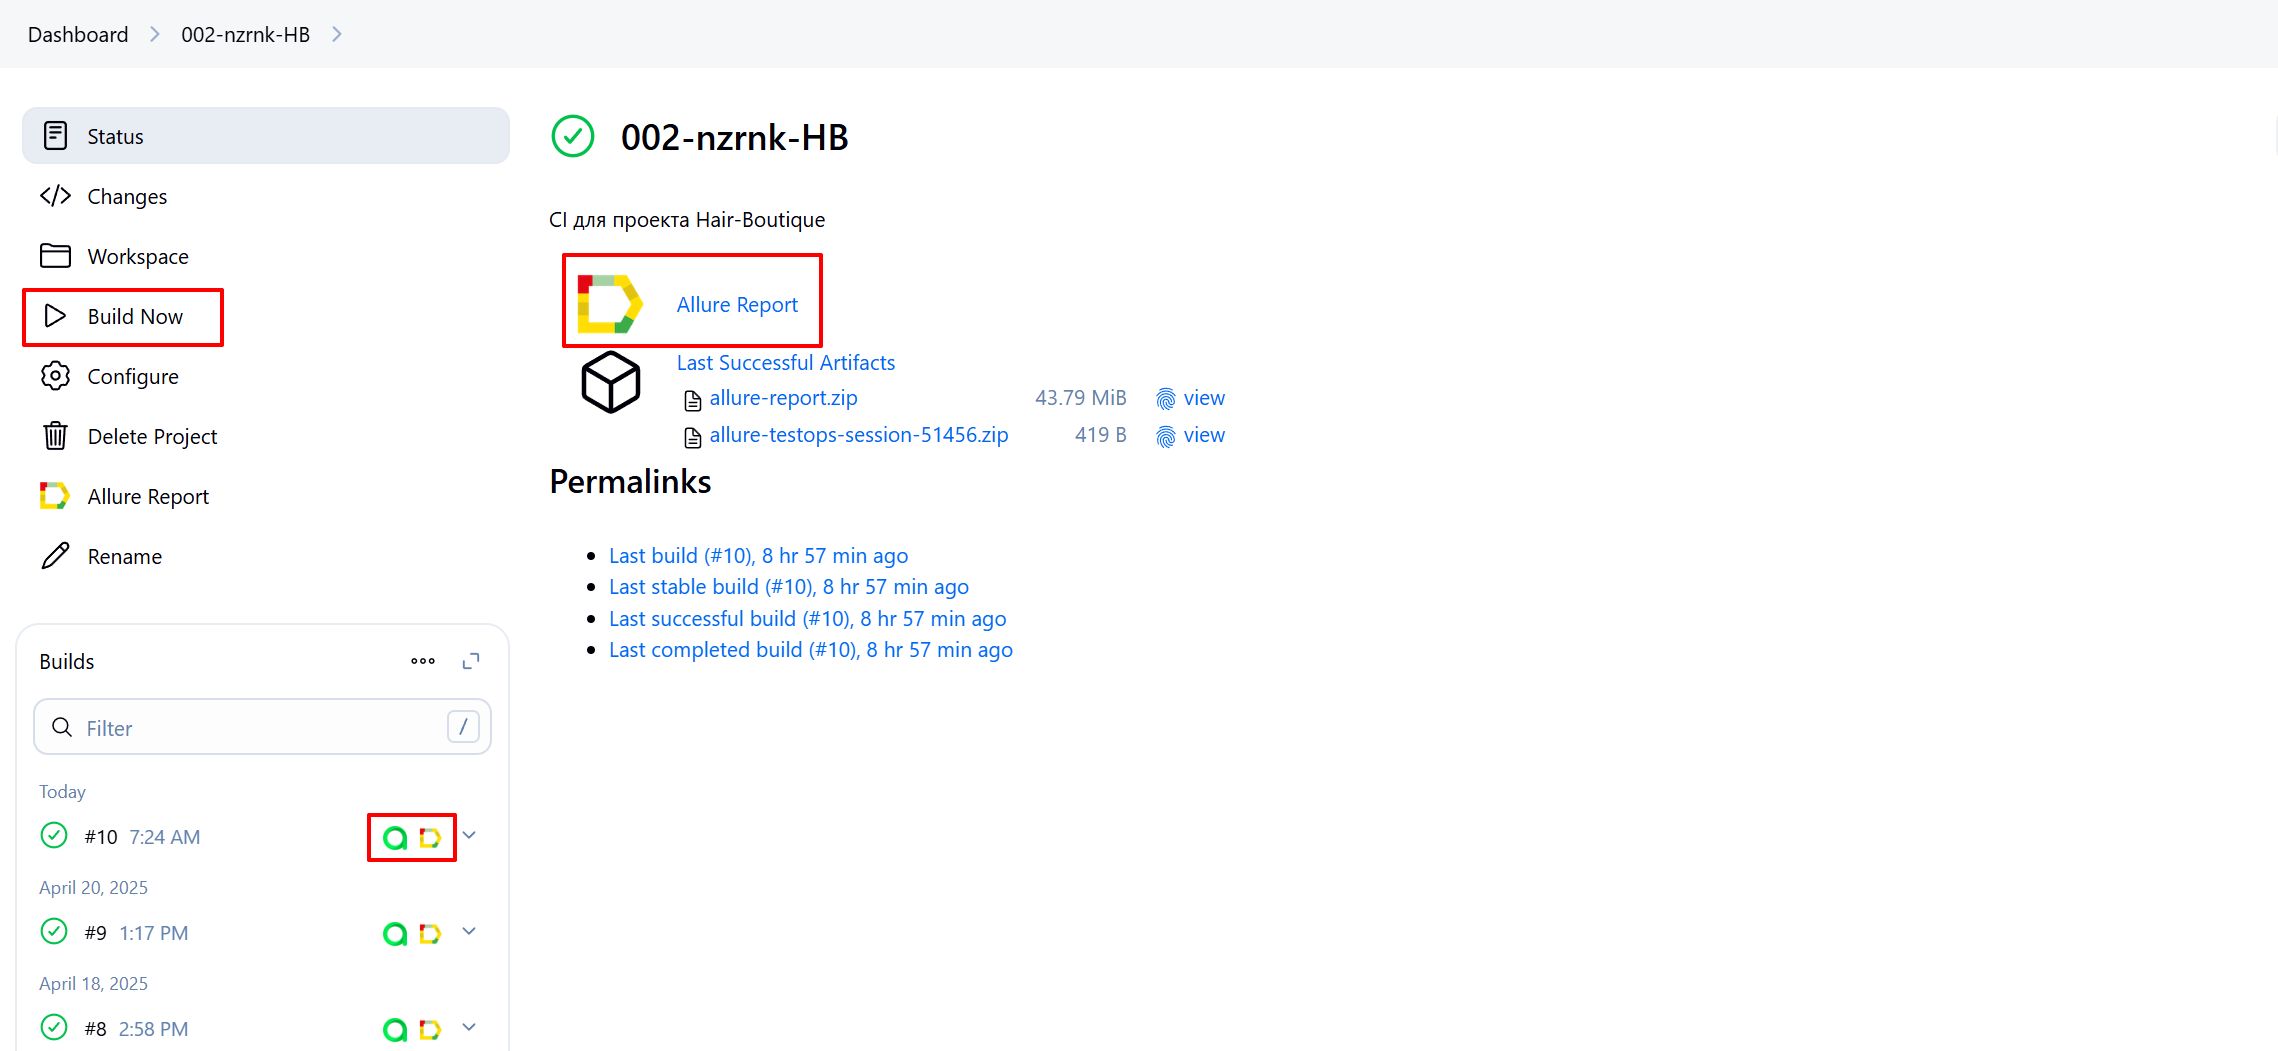 Dashboard 002-nzrnk-HB
Status
Changes
Workspace
Build Now
Configure
Delete Project
Allure Report
Rename
Builds
Filter /
Today
#10 7:24 AM
April 20, 2025
#9 1:17 PM
April 18, 2025
#8 2:58 PM
002-nzrnk-HB
CI для проекта Hair-Boutique
Allure Report
Last Successful Artifacts
allure-report.zip 43.79 MiB view
allure-testops-session-51456.zip 419 B view
Permalinks
Last build (#10), 8 hr 57 min ago
Last stable build (#10), 8 hr 57 min ago
Last successful build (#10), 8 hr 57 min ago
Last completed build (#10), 8 hr 57 min ago